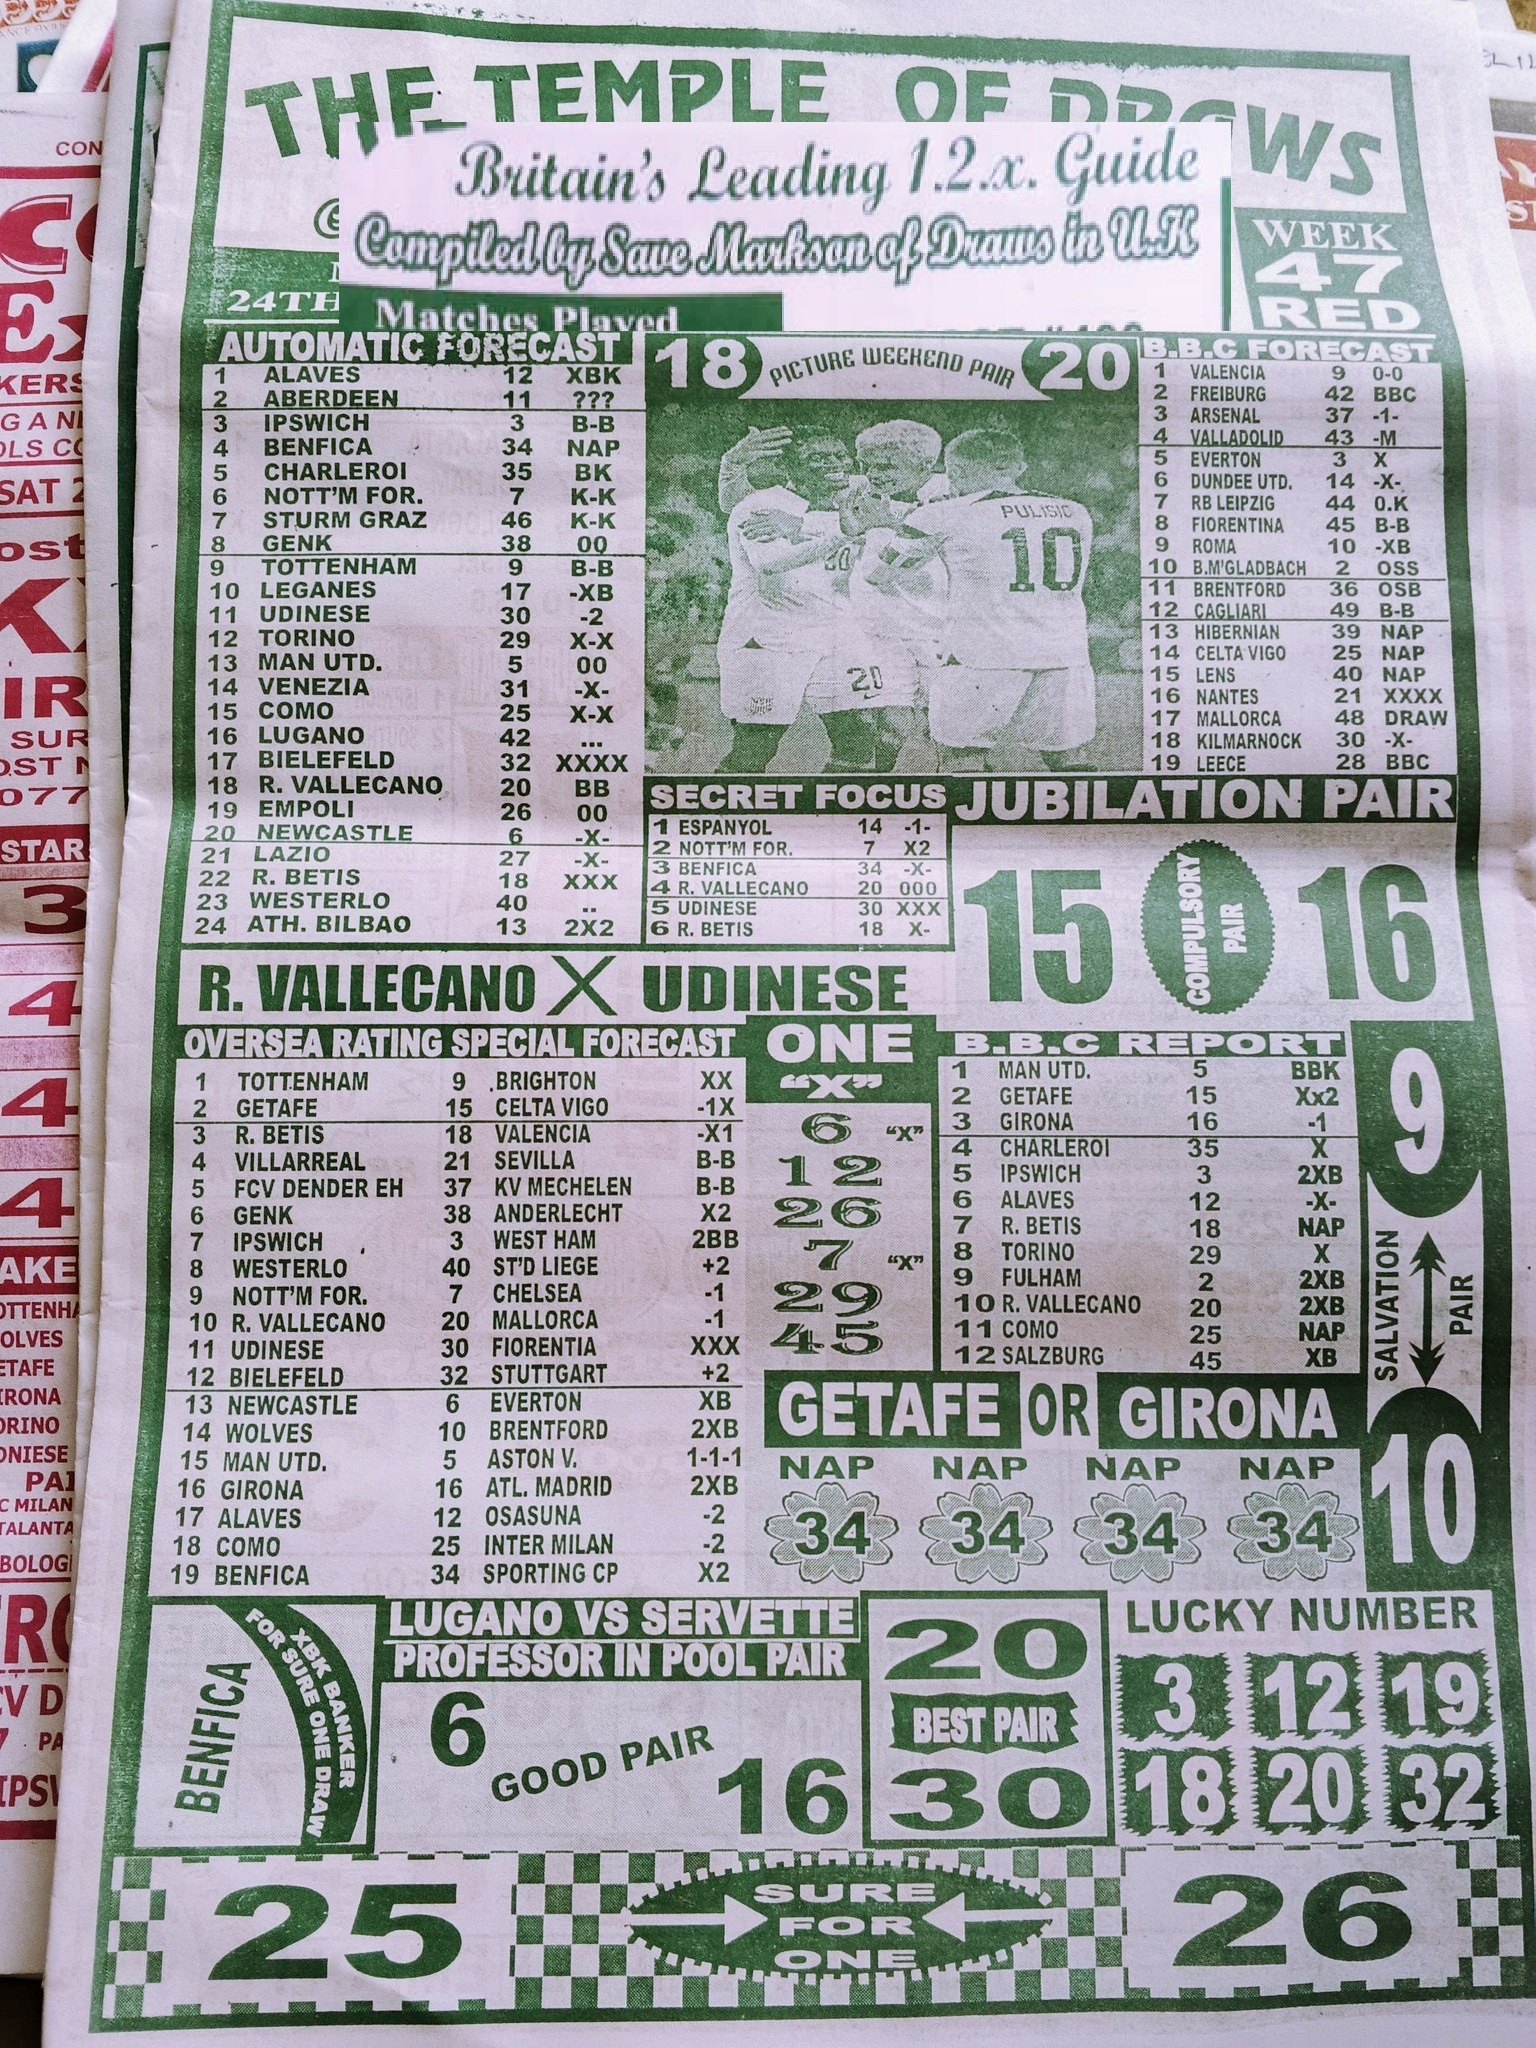 THE TEMPLE OF DRAWS
Britain's Leading 1.2.x. Guide
Compiled by Save Markson of Draws in U.K
Matches Played
24TH
WEEK
47
RED
AUTOMATIC FORECAST
1 ALAVES 12 XBK
2 ABERDEEN 11 ???
3 IPSWICH 3 B-B
4 BENFICA 34 NAP
5 CHARLEROI 35 BK
6 NOTT'M FOR. 7 K-K
7 STURM GRAZ 46 K-K
8 GENK 38 00
9 TOTTENHAM 9 B-B
10 LEGANES 17 -XB
11 UDINESE 30 -2
12 TORINO 29 X-X
13 MAN UTD. 5 00
14 VENEZIA 31 -X-
15 COMO 25 X-X
16 LUGANO 42 ...
17 BIELEFELD 32 XXXX
18 R. VALLECANO 20 BB
19 EMPOLI 26 00
20 NEWCASTLE 6 -X-
21 LAZIO 27 -X-
22 R. BETIS 18 XXX
23 WESTERLO 40 ..
24 ATH. BILBAO 13 2X2
18 PICTURE WEEKEND PAIR 20
PULISIC
10
20
B.B.C FORECAST
1 VALENCIA 9 0-0
2 FREIBURG 42 BBC
3 ARSENAL 37 -1-
4 VALLADOLID 43 -M
5 EVERTON 3 X
6 DUNDEE UTD. 14 -X-
7 RB LEIPZIG 44 0.K
8 FIORENTINA 45 B-B
9 ROMA 10 -XB
10 B.M'GLADBACH 2 OSS
11 BRENTFORD 36 OSB
12 CAGLIARI 49 B-B
13 HIBERNIAN 39 NAP
14 CELTA VIGO 25 NAP
15 LENS 40 NAP
16 NANTES 21 XXXX
17 MALLORCA 48 DRAW
18 KILMARNOCK 30 -X-
19 LEECE 28 BBC
SECRET FOCUS
1 ESPANYOL 14 -1-
2 NOTT'M FOR. 7 X2
3 BENFICA 34 -X-
4 R. VALLECANO 20 000
5 UDINESE 30 XXX
6 R. BETIS 18 X-
JUBILATION PAIR
15 COMPULSORY PAIR 16
R. VALLECANO X UDINESE
OVERSEA RATING SPECIAL FORECAST
1 TOTTENHAM 9 .BRIGHTON XX
2 GETAFE 15 CELTA VIGO -1X
3 R. BETIS 18 VALENCIA -X1
4 VILLARREAL 21 SEVILLA B-B
5 FCV DENDER EH 37 KV MECHELEN B-B
6 GENK 38 ANDERLECHT X2
7 IPSWICH 3 WEST HAM 2BB
8 WESTERLO 40 ST'D LIEGE +2
9 NOTT'M FOR. 7 CHELSEA -1
10 R. VALLECANO 20 MALLORCA -1
11 UDINESE 30 FIORENTIA XXX
12 BIELEFELD 32 STUTTGART +2
13 NEWCASTLE 6 EVERTON XB
14 WOLVES 10 BRENTFORD 2XB
15 MAN UTD. 5 ASTON V. 1-1-1
16 GIRONA 16 ATL. MADRID 2XB
17 ALAVES 12 OSASUNA -2
18 COMO 25 INTER MILAN -2
19 BENFICA 34 SPORTING CP X2
ONE
"X"
6 "X"
12
26
7 "X"
29
45
B.B.C REPORT
1 MAN UTD. 5 BBK
2 GETAFE 15 Xx2
3 GIRONA 16 -1
4 CHARLEROI 35 X
5 IPSWICH 3 2XB
6 ALAVES 12 -X-
7 R. BETIS 18 NAP
8 TORINO 29 X
9 FULHAM 2 2XB
10 R. VALLECANO 20 2XB
11 COMO 25 NAP
12 SALZBURG 45 XB
9
SALVATION PAIR
10
GETAFE OR GIRONA
NAP NAP NAP NAP
34 34 34 34
BENFICA
XBK BANKER
FOR SURE ONE DRAW
LUGANO VS SERVETTE
PROFESSOR IN POOL PAIR
6 GOOD PAIR 16
20
BEST PAIR
30
LUCKY NUMBER
3 12 19
18 20 32
25 SURE FOR ONE 26